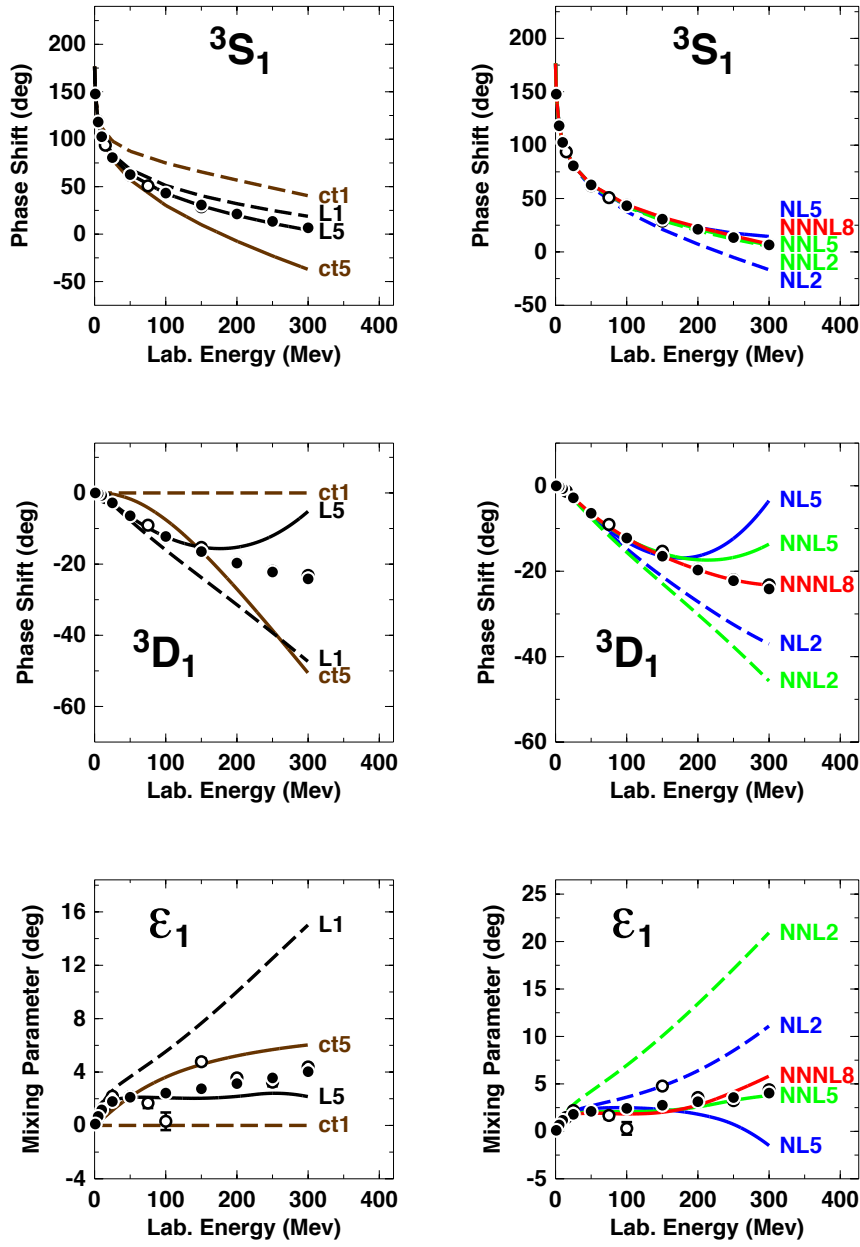 ³S₁
200
150
100
50
0
-50
Phase Shift (deg)
ct1
L1
L5
ct5
0 100 200 300 400
Lab. Energy (Mev)
³S₁
200
150
100
50
0
-50
Phase Shift (deg)
NL5
NNNL8
NNL5
NNL2
NL2
0 100 200 300 400
Lab. Energy (Mev)
0
-20
-40
-60
Phase Shift (deg)
³D₁
ct1
L5
L1
ct5
0 100 200 300 400
Lab. Energy (Mev)
0
-20
-40
-60
Phase Shift (deg)
³D₁
NL5
NNL5
NNNL8
NL2
NNL2
0 100 200 300 400
Lab. Energy (Mev)
ε₁
16
12
8
4
0
-4
Mixing Parameter (deg)
L1
ct5
L5
ct1
0 100 200 300 400
Lab. Energy (Mev)
ε₁
25
20
15
10
5
0
-5
Mixing Parameter (deg)
NNL2
NL2
NNNL8
NNL5
NL5
0 100 200 300 400
Lab. Energy (Mev)